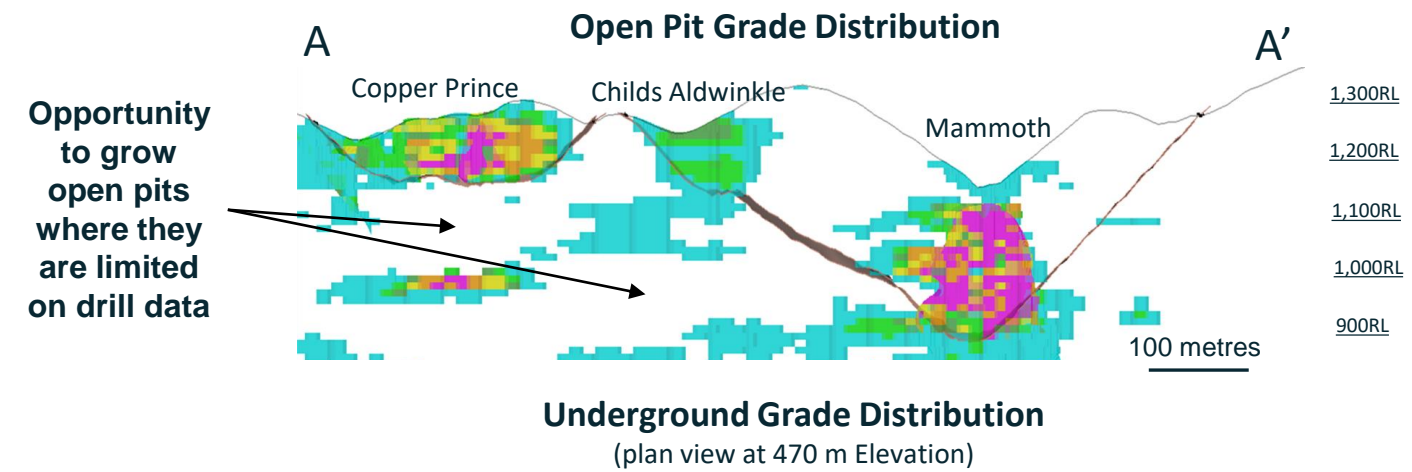 Open Pit Grade Distribution
A
A'
Copper Prince
Childs Aldwinkle
Mammoth
Opportunity
to grow
open pits
where they
are limited
on drill data
1,300RL
1,200RL
1,100RL
1,000RL
900RL
100 metres
Underground Grade Distribution
(plan view at 470 m Elevation)